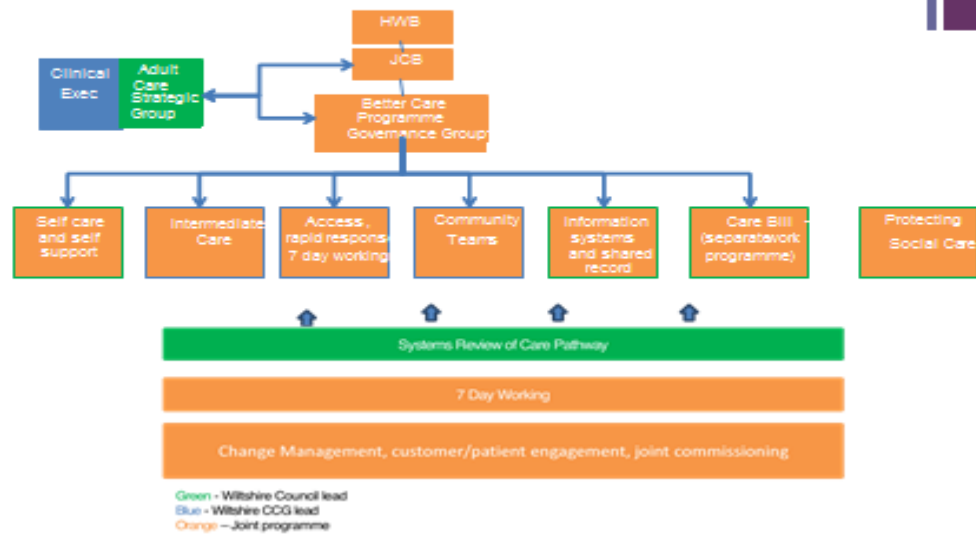 HWB
JCB
Clinical
Exec
Adult
Care
Strategic
Group
Better Care
Programme
Governance Group
Self care
and self
support
Intermediate
Care
Access,
rapid response
7 day working
Community
Teams
Information
systems
and shared
record
Care Bill -
(separatework
programme)
Protecting
Social Care
Systems Review of Care Pathway
7 Day Working
Change Management, customer/patient engagement, joint commissioning
Green - Wiltshire Council lead
Blue - Wiltshire CCG lead
Orange – Joint programme